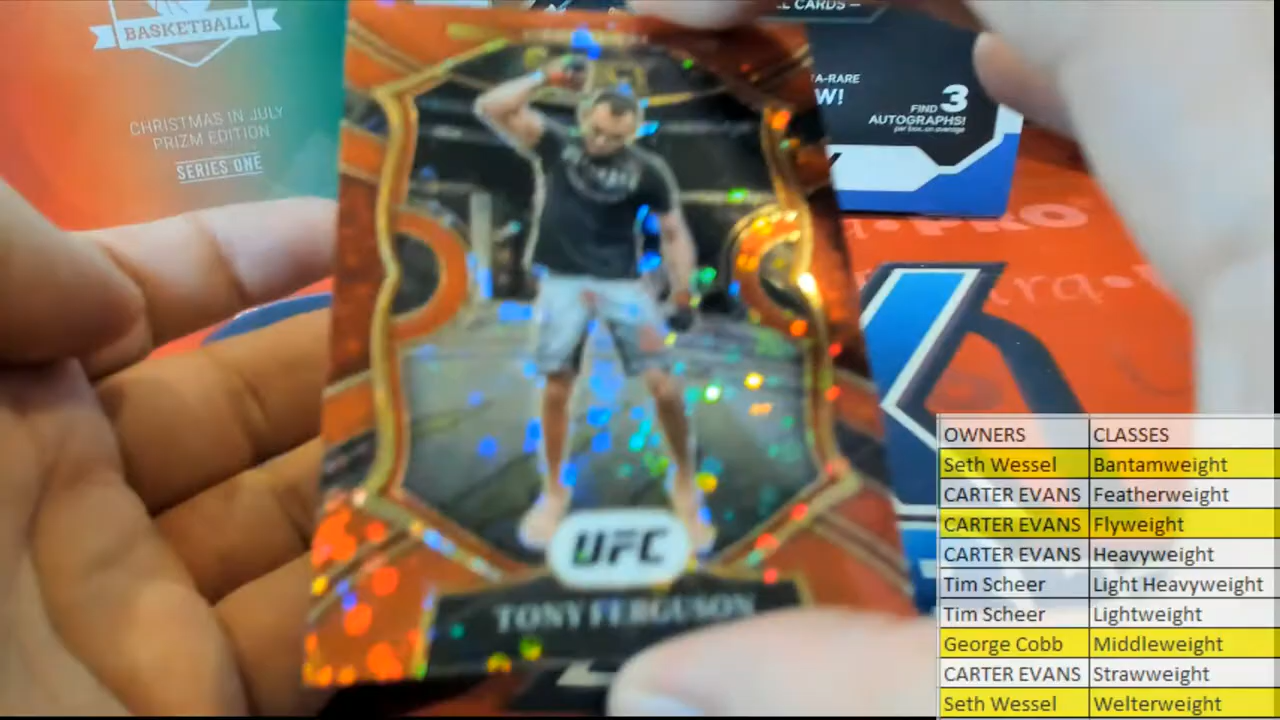 BASKETBALL
CHRISTMAS IN JULY
PRIZM EDITION
SERIES ONE
CARDS
A-RARE
W!
FIND 3
AUTOGRAPHS!
per box, on average
PRO
UFC
TONY FERGUSON
OWNERS CLASSES
Seth Wessel Bantamweight
CARTER EVANS Featherweight
CARTER EVANS Flyweight
CARTER EVANS Heavyweight
Tim Scheer Light Heavyweight
Tim Scheer Lightweight
George Cobb Middleweight
CARTER EVANS Strawweight
Seth Wessel Welterweight